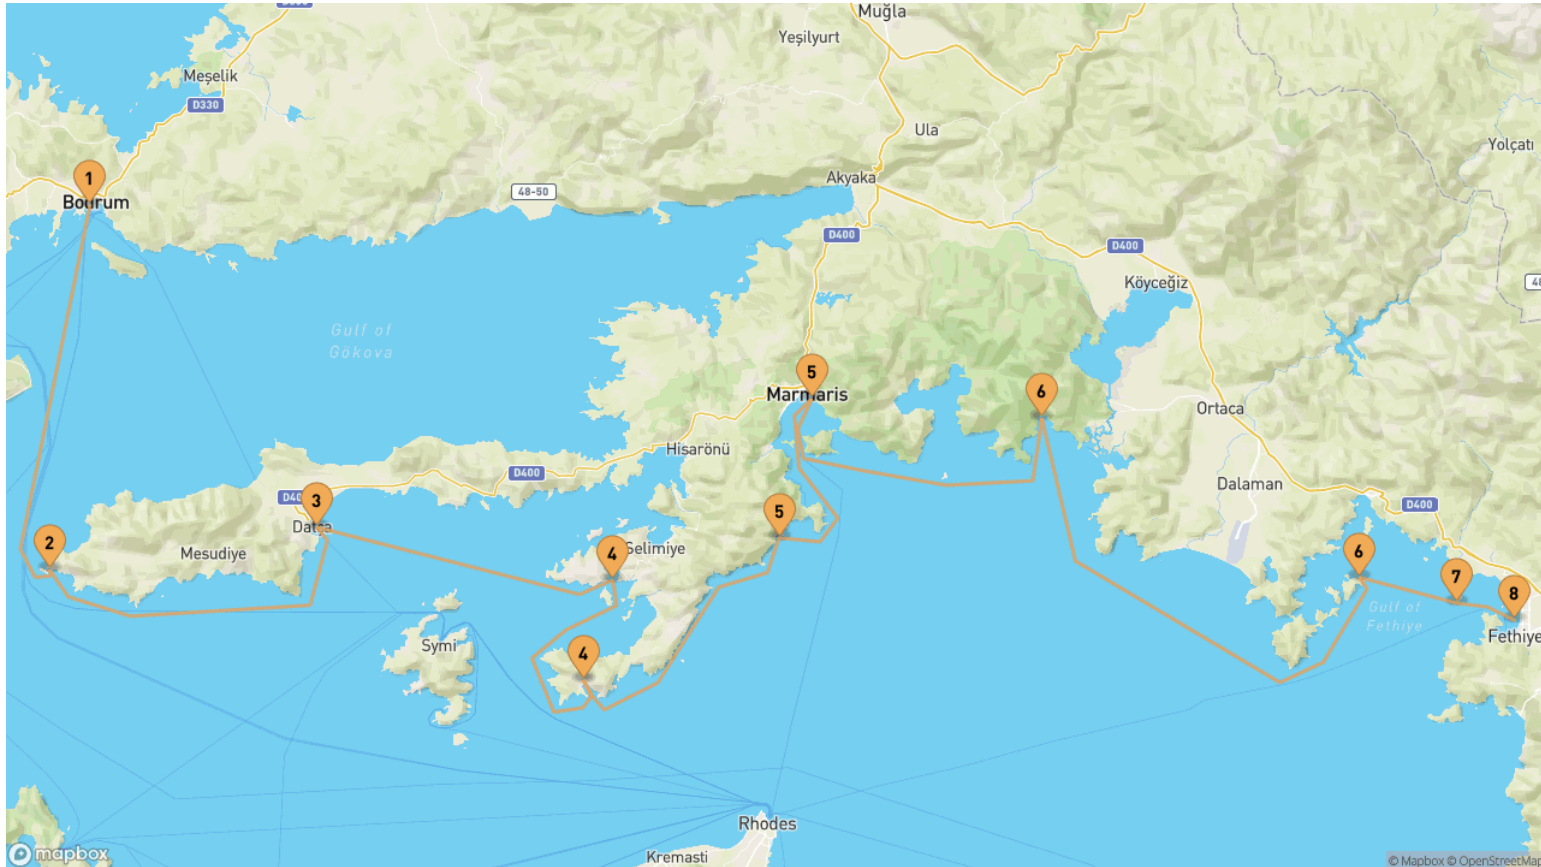 Muğla
Yeşilyurt
Meşelik
D330
Ula
Yolçatı
1
Bodrum
48-50
Akyaka
D400
D400
Köyceğiz
Gulf of
Gökova
5
Marmaris
6
Ortaca
Hisarönü
D400
Dalaman
3
D40
Datça
5
D400
2
Mesudiye
4
Selimiye
6
7
8
Gulf of
Fethiye
Fethiye
Symi
4
Rhodes
Kremasti
mapbox
© Mapbox © OpenStreetMap